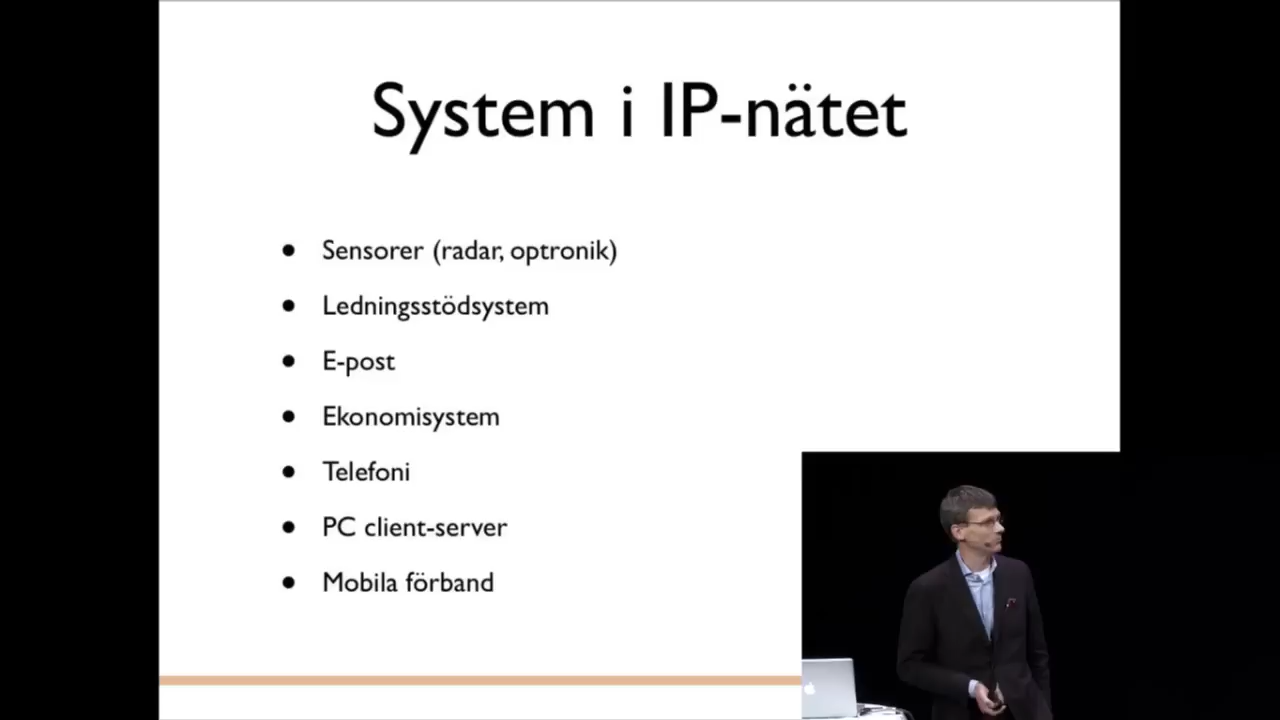 System i IP-nätet
• Sensorer (radar, optronik)
• Ledningsstödsystem
• E-post
• Ekonomisystem
• Telefoni
• PC client-server
• Mobila förband